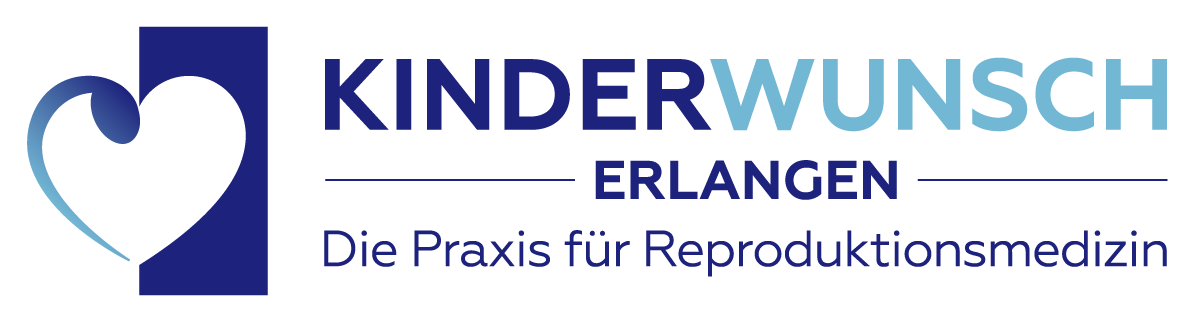 KINDERWUNSCH
ERLANGEN
Die Praxis für Reproduktionsmedizin